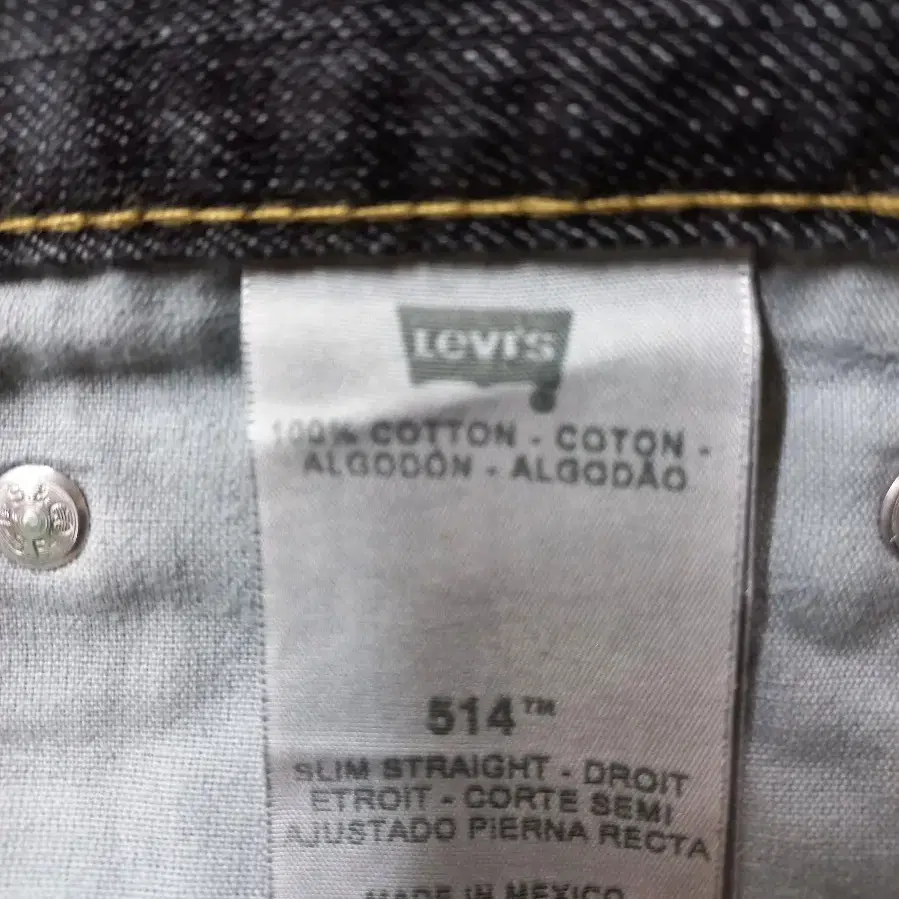 Levi's
100% COTTON - COTON -
ALGODÓN - ALGODÃO
514™
SLIM STRAIGHT - DROIT
ETROIT - CORTE SEMI
AJUSTADO PIERNA RECTA
MADE IN MEXICO